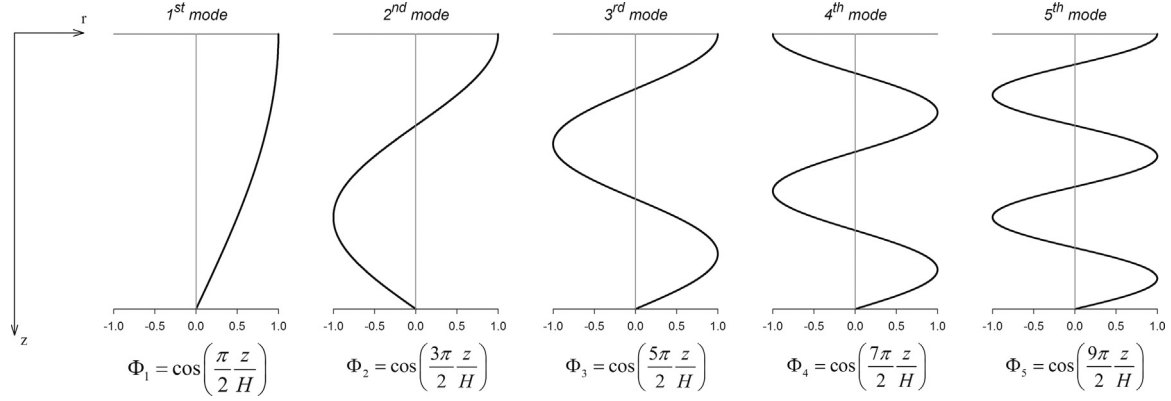 r
z
1st mode
2nd mode
3rd mode
4th mode
5th mode
-1.0 -0.5 0.0 0.5 1.0
-1.0 -0.5 0.0 0.5 1.0
-1.0 -0.5 0.0 0.5 1.0
-1.0 -0.5 0.0 0.5 1.0
-1.0 -0.5 0.0 0.5 1.0
Φ₁ = cos(π/2 z/H)
Φ₂ = cos(3π/2 z/H)
Φ₃ = cos(5π/2 z/H)
Φ₄ = cos(7π/2 z/H)
Φ₅ = cos(9π/2 z/H)